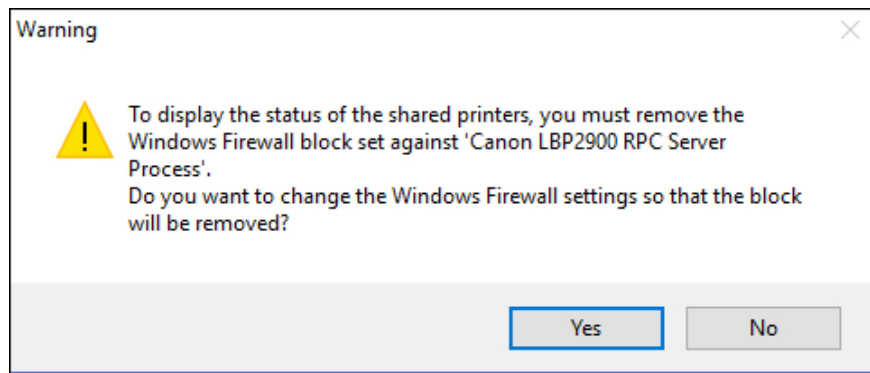 Warning
To display the status of the shared printers, you must remove the
Windows Firewall block set against 'Canon LBP2900 RPC Server
Process'.
Do you want to change the Windows Firewall settings so that the block
will be removed?
Yes
No